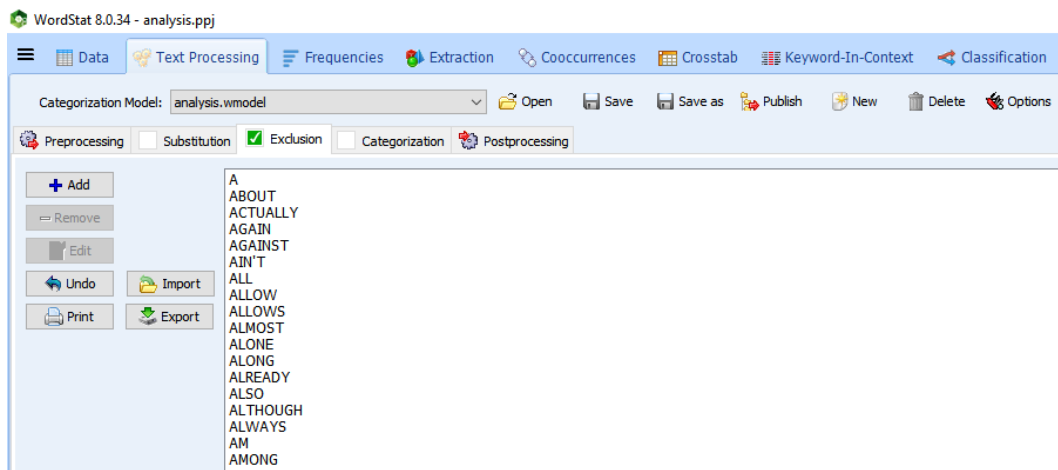 WordStat 8.0.34 - analysis.ppj
Data Text Processing Frequencies Extraction Cooccurrences Crosstab Keyword-In-Context Classification
Categorization Model: analysis.wmodel Open Save Save as Publish New Delete Options
Preprocessing Substitution Exclusion Categorization Postprocessing
Add
Remove
Edit
Undo Import
Print Export
A
ABOUT
ACTUALLY
AGAIN
AGAINST
AIN'T
ALL
ALLOW
ALLOWS
ALMOST
ALONE
ALONG
ALREADY
ALSO
ALTHOUGH
ALWAYS
AM
AMONG